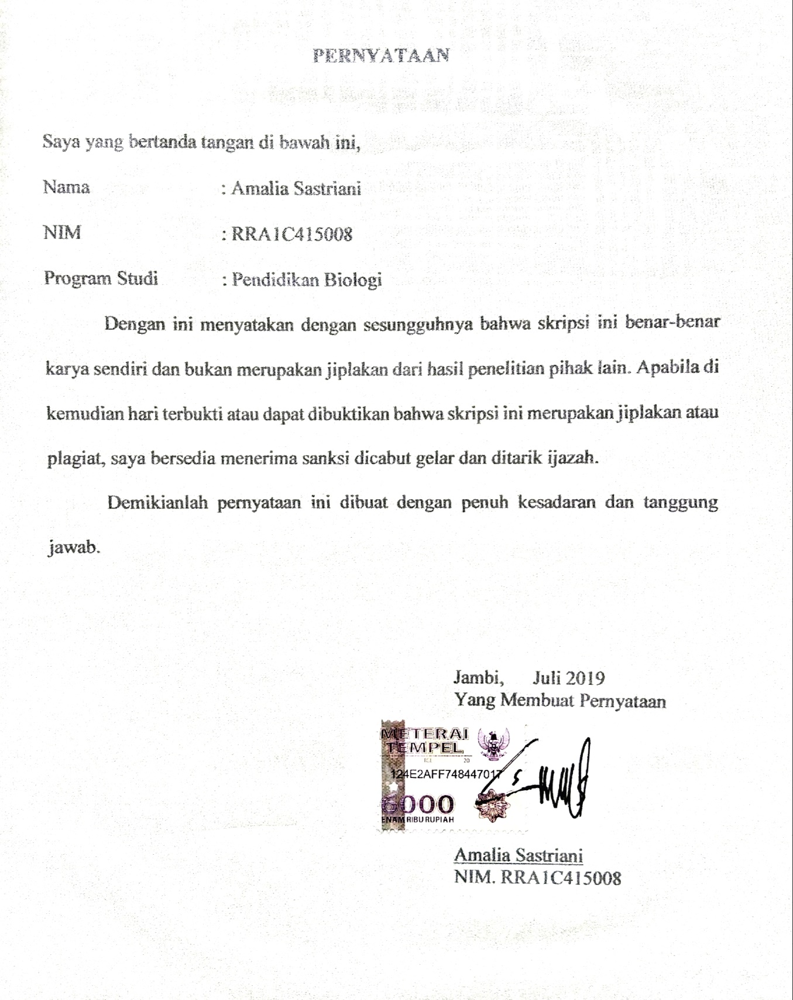 PERNYATAAN
Saya yang bertanda tangan di bawah ini,
Nama : Amalia Sastriani
NIM : RRA1C415008
Program Studi : Pendidikan Biologi
Dengan ini menyatakan dengan sesungguhnya bahwa skripsi ini benar-benar
karya sendiri dan bukan merupakan jiplakan dari hasil penelitian pihak lain. Apabila di
kemudian hari terbukti atau dapat dibuktikan bahwa skripsi ini merupakan jiplakan atau
plagiat, saya bersedia menerima sanksi dicabut gelar dan ditarik ijazah.
Demikianlah pernyataan ini dibuat dengan penuh kesadaran dan tanggung
jawab.
Jambi, Juli 2019
Yang Membuat Pernyataan
METERAI
TEMPEL
20
124E2AFF748447017
6000
ENAM RIBU RUPIAH
Amalia Sastriani
NIM. RRA1C415008